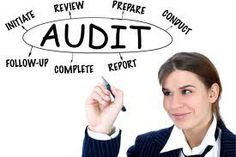 INITIATE
REVIEW
PREPARE
CONDUCT
AUDIT
FOLLOW-UP
COMPLETE
REPORT